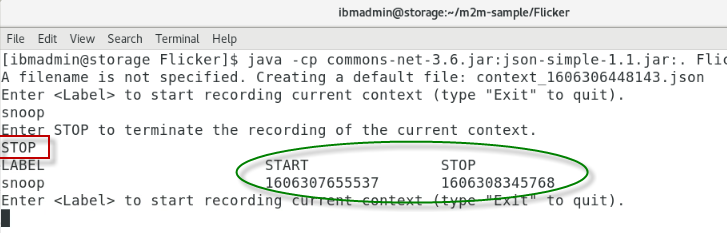 ibmadmin@storage:~/m2m-sample/Flicker
File Edit View Search Terminal Help
[ibmadmin@storage Flicker]$ java -cp commons-net-3.6.jar:json-simple-1.1.jar:. Flick
A filename is not specified. Creating a default file: context_1606306448143.json
Enter <Label> to start recording current context (type "Exit" to quit).
snoop
Enter STOP to terminate the recording of the current context.
STOP
LABEL START STOP
snoop 1606307655537 1606308345768
Enter <Label> to start recording current context (type "Exit" to quit).